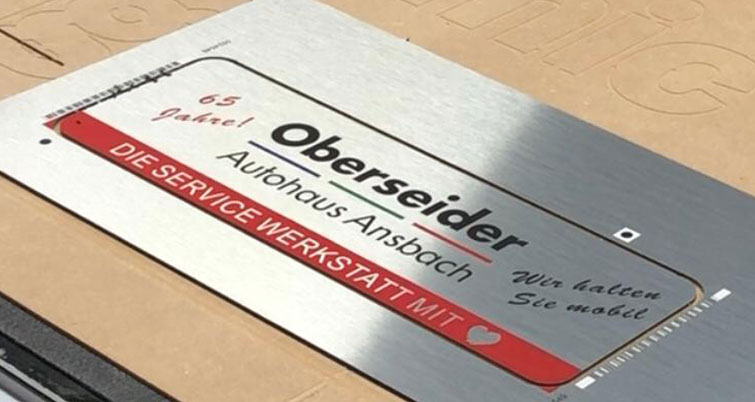 65
Jahre!
Oberseider
Autohaus Ansbach
DIE SERVICE WERKSTATT MIT
Wir halten
Sie mobil